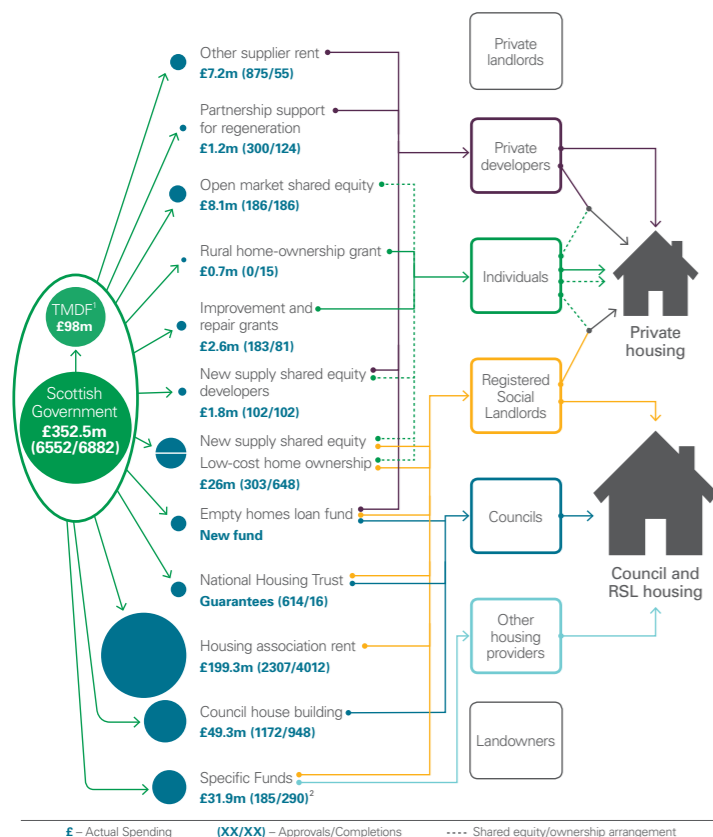 Other supplier rent
£7.2m (875/55)
Partnership support
for regeneration
£1.2m (300/124)
Open market shared equity
£8.1m (186/186)
Rural home-ownership grant
£0.7m (0/15)
Improvement and
repair grants
£2.6m (183/81)
New supply shared equity
developers
£1.8m (102/102)
New supply shared equity
Low-cost home ownership
£26m (303/648)
Empty homes loan fund
New fund
National Housing Trust
Guarantees (614/16)
Housing association rent
£199.3m (2307/4012)
Council house building
£49.3m (1172/948)
Specific Funds
£31.9m (185/290)²
TMDF¹
£98m
Scottish
Government
£352.5m
(6552/6882)
Private
landlords
Private
developers
Individuals
Registered
Social
Landlords
Councils
Other
housing
providers
Landowners
Private
housing
Council and
RSL housing
£ – Actual Spending (XX/XX) – Approvals/Completions ---- Shared equity/ownership arrangement